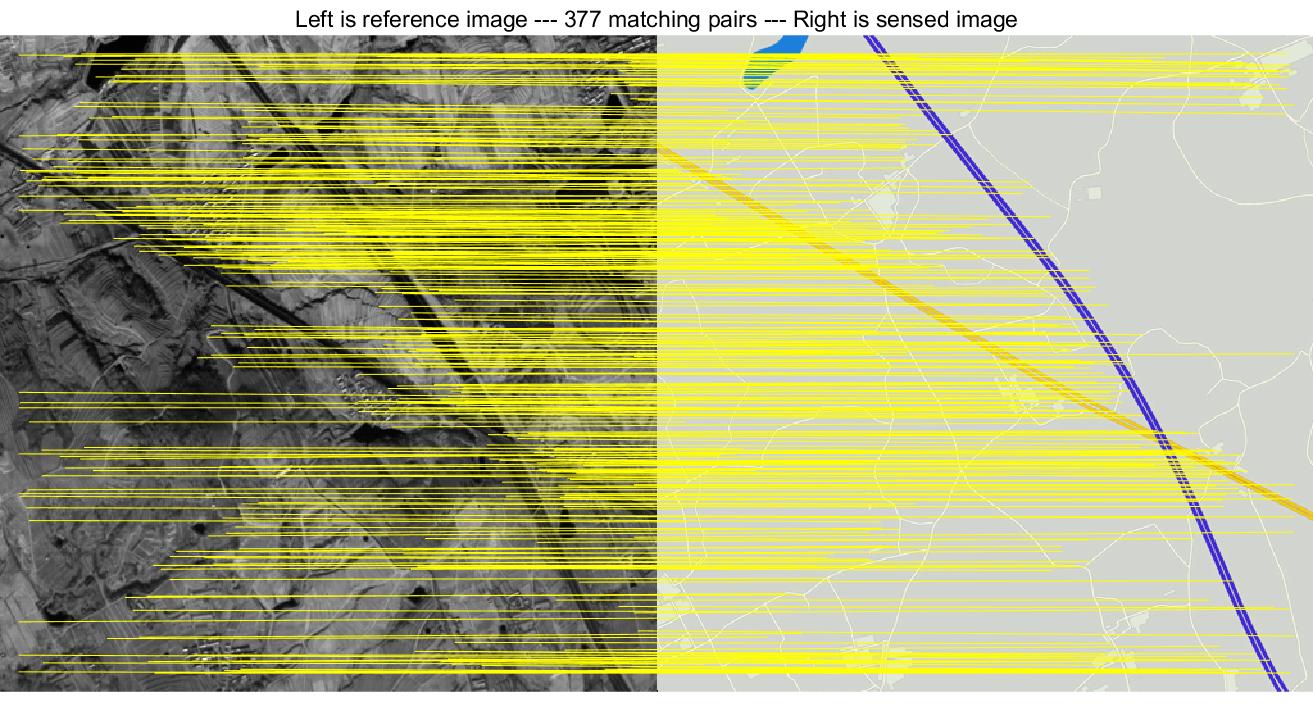 Left is reference image --- 377 matching pairs --- Right is sensed image